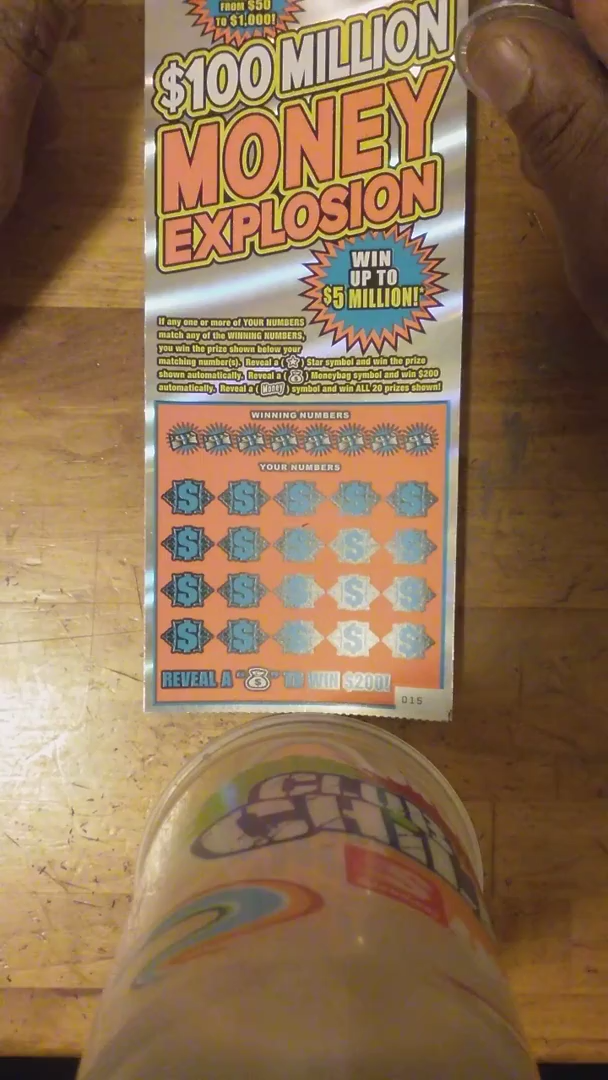 FROM $50
TO $1,000!
$100 MILLION
MONEY
EXPLOSION
WIN
UP TO
$5 MILLION!*
If any one or more of YOUR NUMBERS
match any of the WINNING NUMBERS,
you win the prize shown below your
matching number(s). Reveal a ( ) Star symbol and win the prize
shown automatically. Reveal a ( ) Moneybag symbol and win $200
automatically. Reveal a (Money) symbol and win ALL 20 prizes shown!
WINNING NUMBERS
YOUR NUMBERS
$ $ $ $ $
$ $ $ $ $
$ $ $ $ $
$ $ $ $ $
REVEAL A "$" TO WIN $200!
015